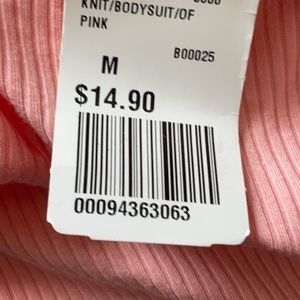 KNIT/BODYSUIT/OF
PINK
B00025
M
$14.90
00094363063